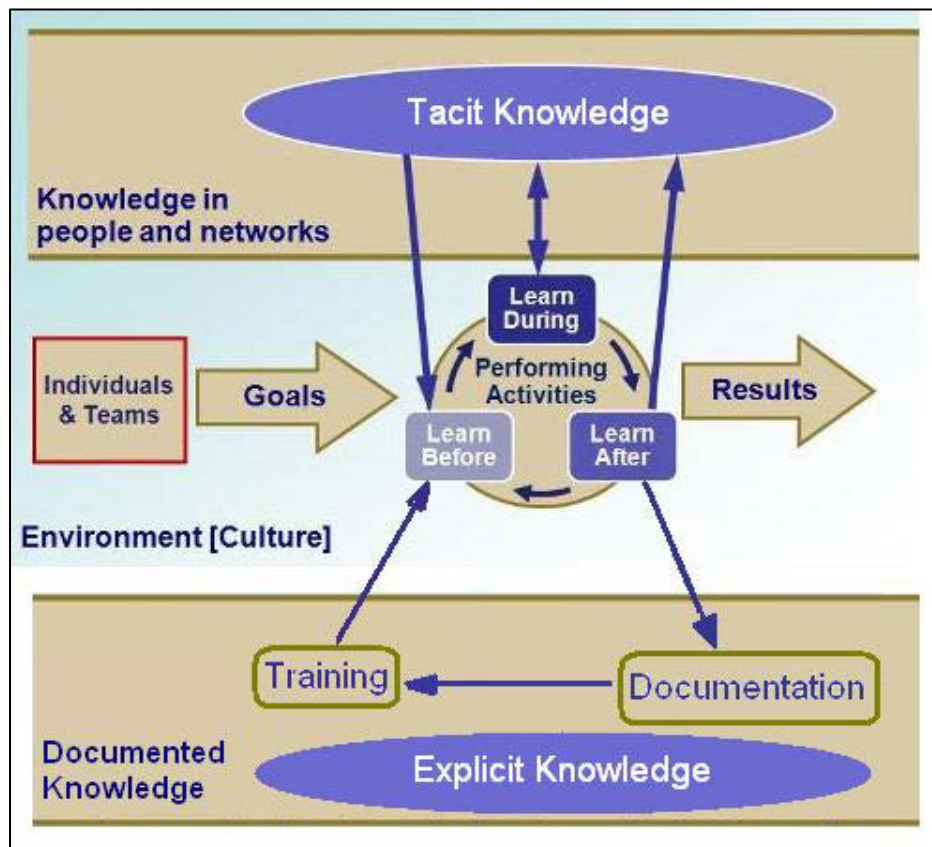 Tacit Knowledge
Knowledge in
people and networks
Learn
During
Individuals
& Teams
Goals
Performing
Activities
Results
Learn
Before
Learn
After
Environment [Culture]
Training
Documentation
Documented
Knowledge
Explicit Knowledge